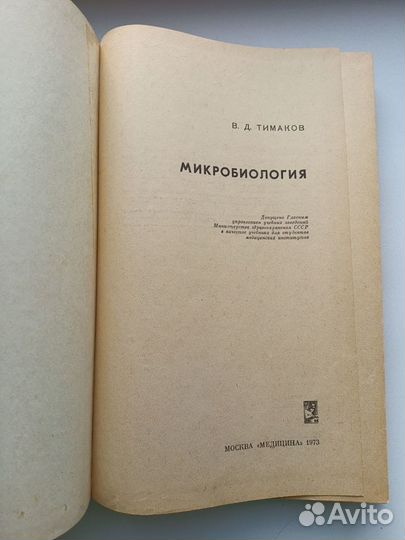 В. Д. ТИМАКОВ
МИКРОБИОЛОГИЯ
Допущено Главным
управлением учебных заведений
Министерства здравоохранения СССР
в качестве учебника для студентов
медицинских институтов
МОСКВА «МЕДИЦИНА» 1973
Avito